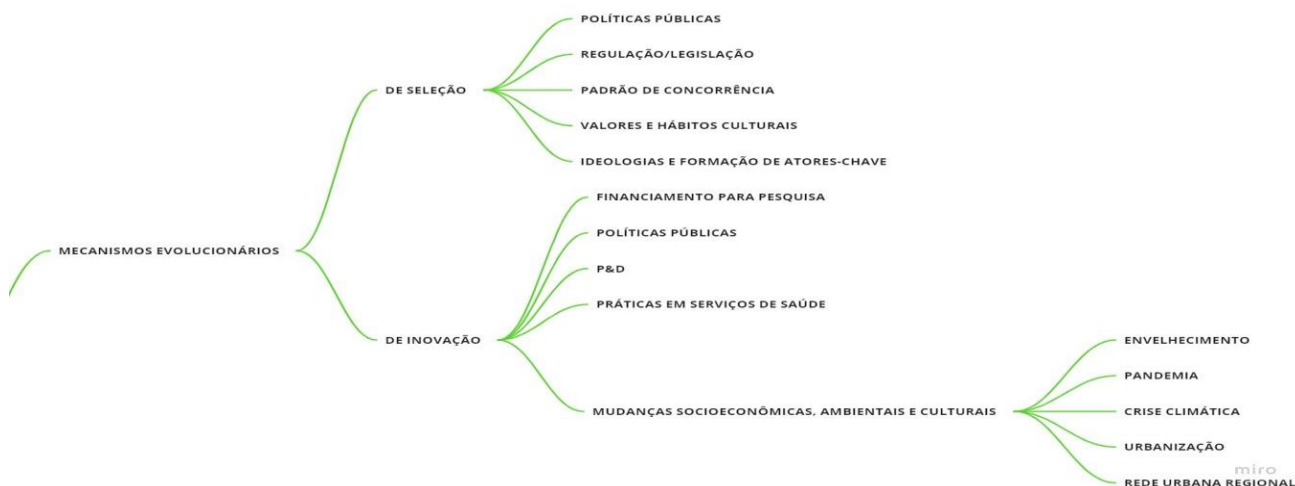 POLÍTICAS PÚBLICAS
REGULAÇÃO/LEGISLAÇÃO
DE SELEÇÃO
PADRÃO DE CONCORRÊNCIA
VALORES E HÁBITOS CULTURAIS
IDEOLOGIAS E FORMAÇÃO DE ATORES-CHAVE
FINANCIAMENTO PARA PESQUISA
POLÍTICAS PÚBLICAS
MECANISMOS EVOLUCIONÁRIOS
P&D
PRÁTICAS EM SERVIÇOS DE SAÚDE
DE INOVAÇÃO
ENVELHECIMENTO
PANDEMIA
MUDANÇAS SOCIOECONÔMICAS, AMBIENTAIS E CULTURAIS
CRISE CLIMÁTICA
URBANIZAÇÃO
miro
REDE URBANA REGIONAL